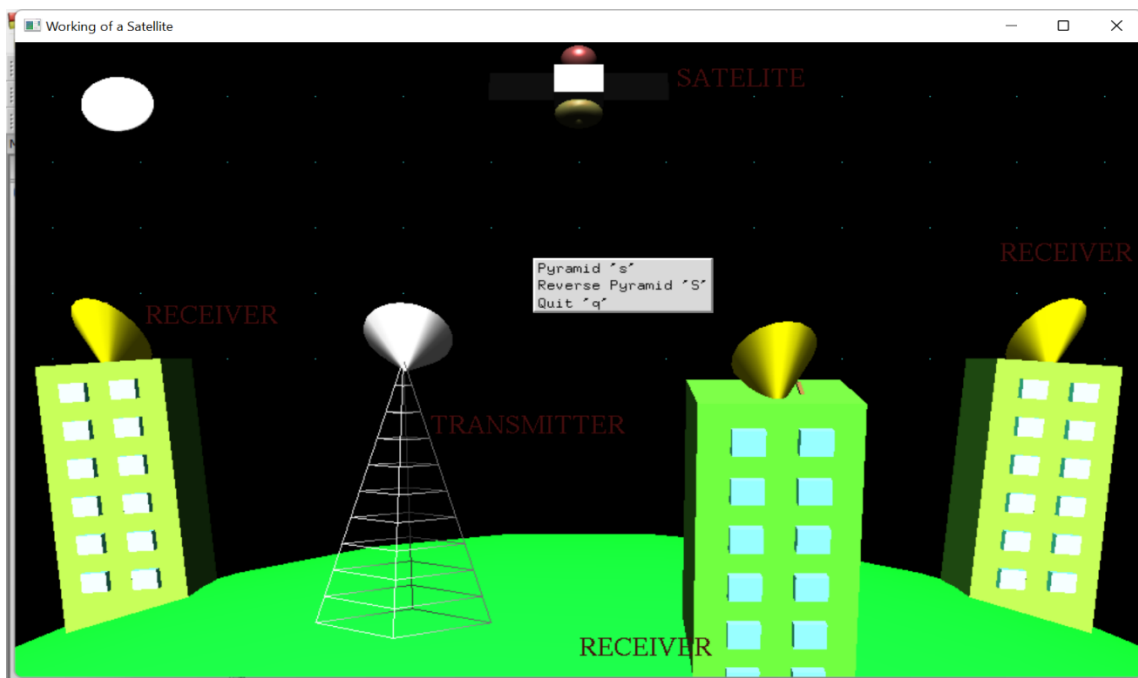 Working of a Satellite
SATELITE
RECEIVER
Pyramid 's'
Reverse Pyramid 'S'
Quit 'q'
RECEIVER
TRANSMITTER
RECEIVER